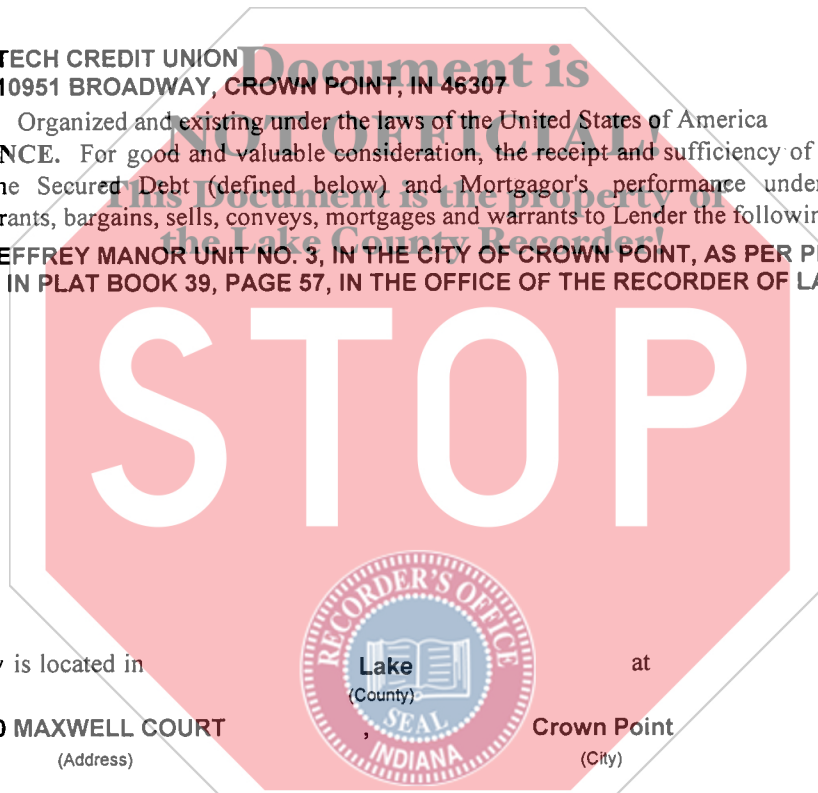 TECH CREDIT UNION
10951 BROADWAY, CROWN POINT, IN 46307
Organized and existing under the laws of the United States of America
NCE. For good and valuable consideration, the receipt and sufficiency of
ne Secured Debt (defined below) and Mortgagor's performance under
rants, bargains, sells, conveys, mortgages and warrants to Lender the followin
EFFREY MANOR UNIT NO. 3, IN THE CITY OF CROWN POINT, AS PER P
IN PLAT BOOK 39, PAGE 57, IN THE OFFICE OF THE RECORDER OF LA
Document is
NOT OFFICIAL!
This Document is the property of
the Lake County Recorder!
STOP
RECORDER'S OFFICE
SEAL
INDIANA
y is located in Lake at
(County)
0 MAXWELL COURT , Crown Point
(Address) (City)